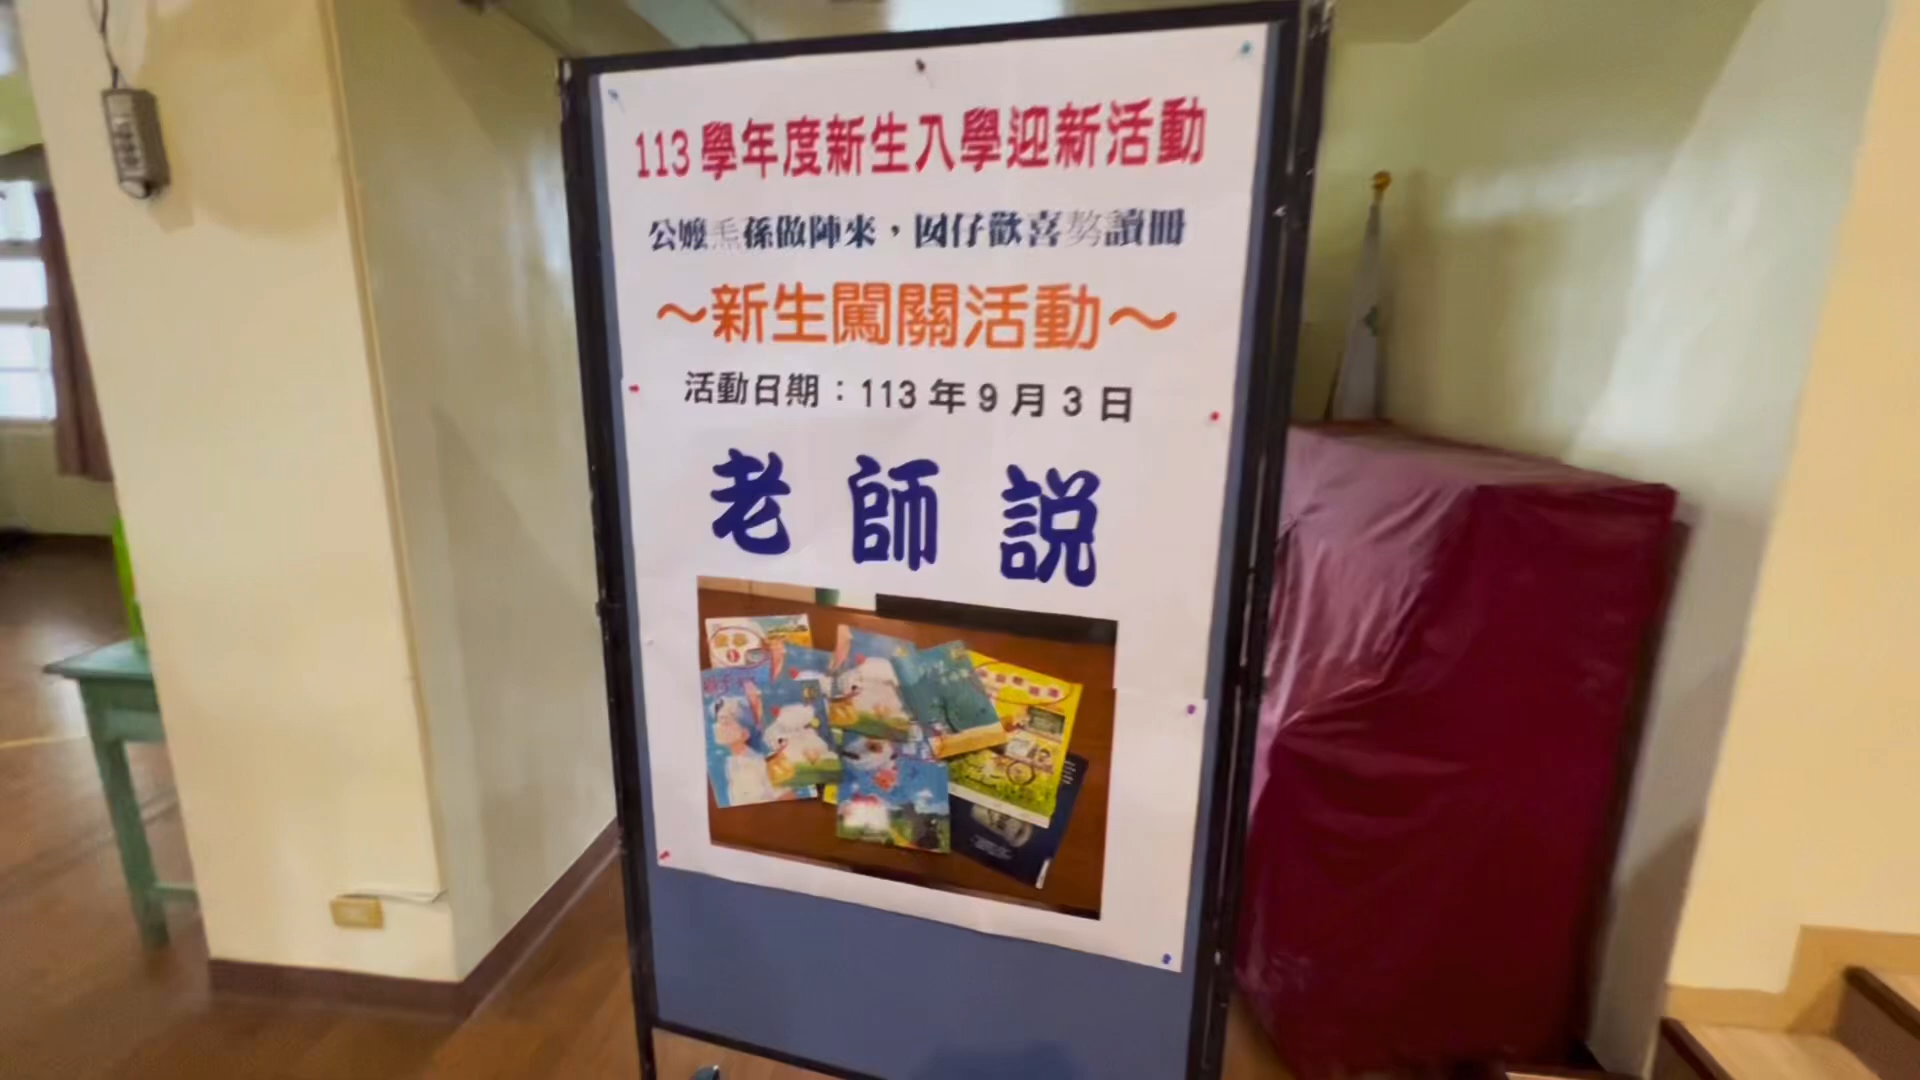 113 學年度新生入學迎新活動
公嬤𤆬孫做陣來，囡仔歡喜勢讀冊
～新生闖關活動～
活動日期：113 年 9 月 3 日
老師說